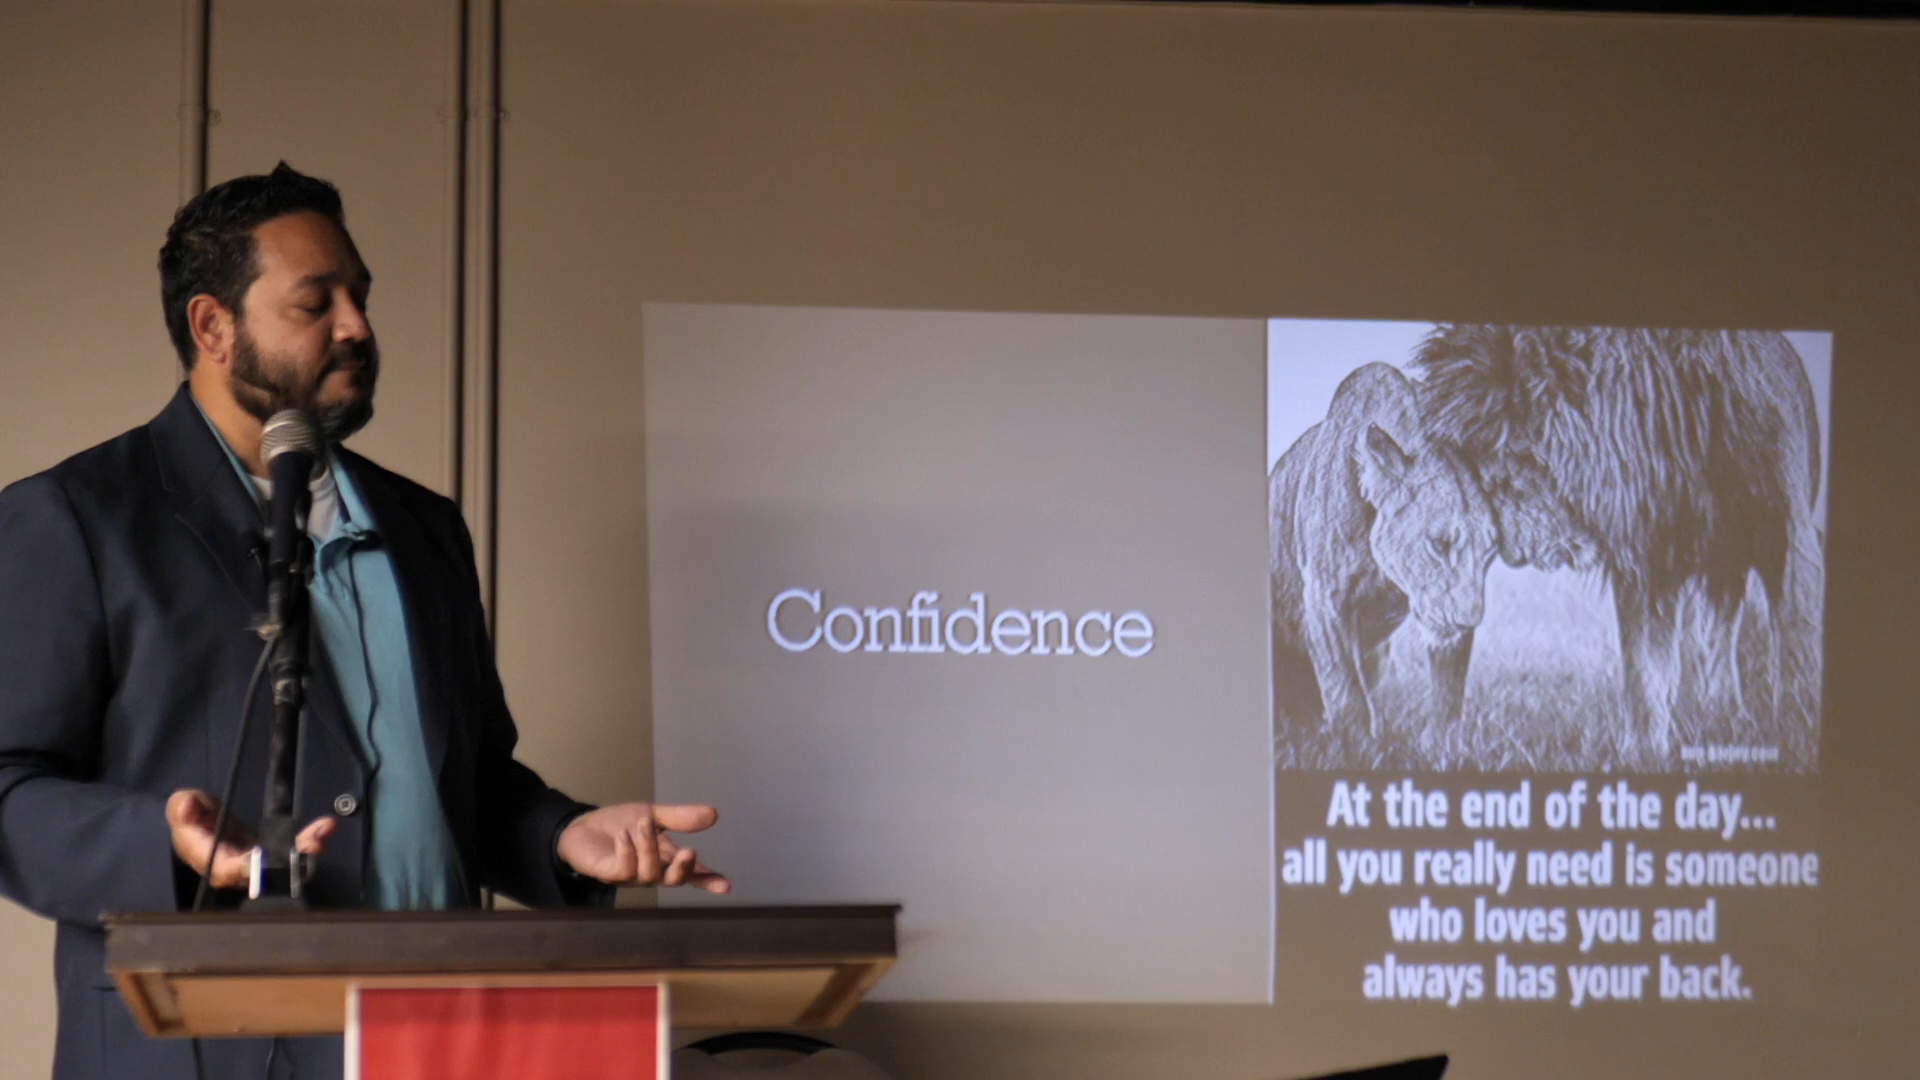 Confidence
At the end of the day...
all you really need is someone
who loves you and
always has your back.